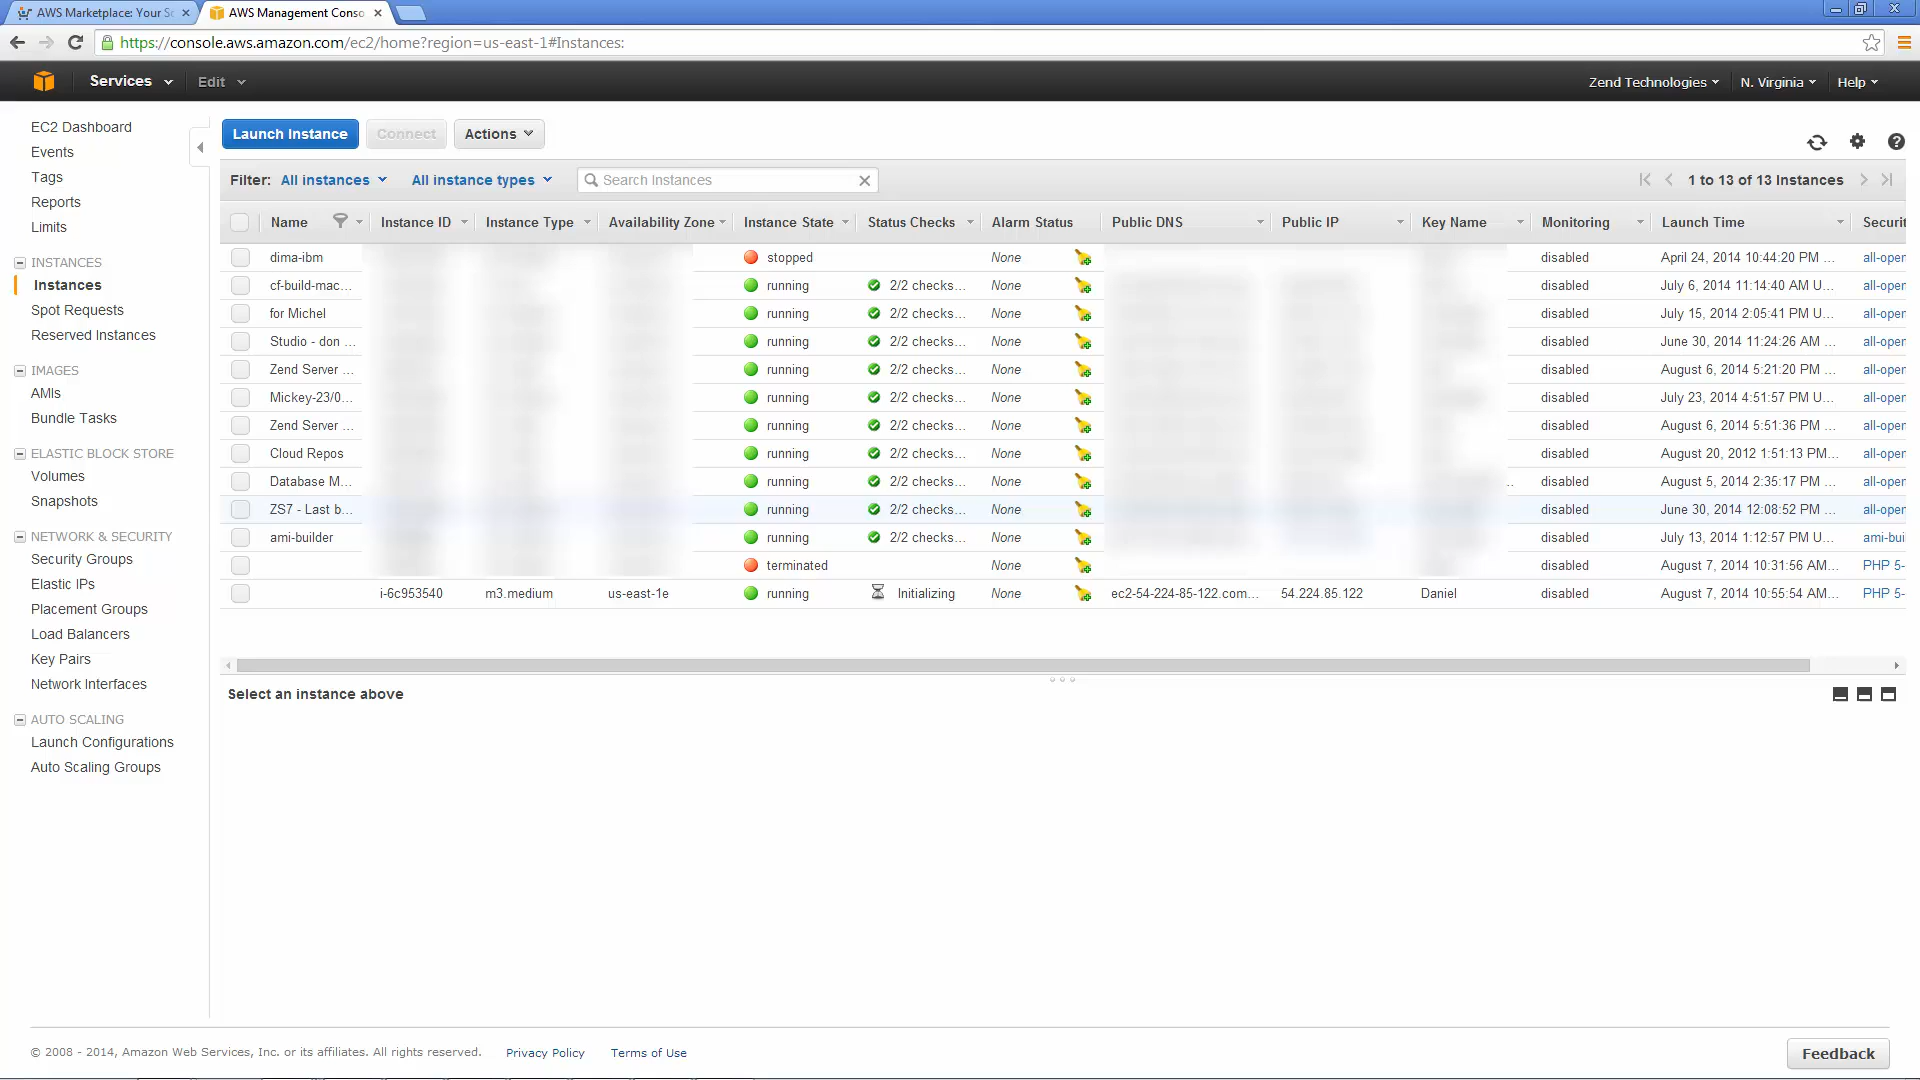 AWS Marketplace: Your So
AWS Management Conso
https://console.aws.amazon.com/ec2/home?region=us-east-1#Instances:
Services Edit Zend Technologies N. Virginia Help
EC2 Dashboard
Events
Tags
Reports
Limits
INSTANCES
Instances
Spot Requests
Reserved Instances
IMAGES
AMIs
Bundle Tasks
ELASTIC BLOCK STORE
Volumes
Snapshots
NETWORK & SECURITY
Security Groups
Elastic IPs
Placement Groups
Load Balancers
Key Pairs
Network Interfaces
AUTO SCALING
Launch Configurations
Auto Scaling Groups
Launch Instance Connect Actions
Filter: All instances All instance types Search Instances 1 to 13 of 13 Instances
Name Instance ID Instance Type Availability Zone Instance State Status Checks Alarm Status Public DNS Public IP Key Name Monitoring Launch Time Securi
dima-ibm stopped None disabled April 24, 2014 10:44:20 PM ... all-open
cf-build-mac... running 2/2 checks... None disabled July 6, 2014 11:14:40 AM U... all-open
for Michel running 2/2 checks... None disabled July 15, 2014 2:05:41 PM U... all-open
Studio - don ... running 2/2 checks... None disabled June 30, 2014 11:24:26 AM ... all-open
Zend Server ... running 2/2 checks... None disabled August 6, 2014 5:21:20 PM ... all-open
Mickey-23/0... running 2/2 checks... None disabled July 23, 2014 4:51:57 PM U... all-open
Zend Server ... running 2/2 checks... None disabled August 6, 2014 5:51:36 PM ... all-open
Cloud Repos running 2/2 checks... None disabled August 20, 2012 1:51:13 PM... all-open
Database M... running 2/2 checks... None ... disabled August 5, 2014 2:35:17 PM ... all-open
ZS7 - Last b... running 2/2 checks... None disabled June 30, 2014 12:08:52 PM ... all-open
ami-builder running 2/2 checks... None disabled July 13, 2014 1:12:57 PM U... ami-buil
terminated None disabled August 7, 2014 10:31:56 AM... PHP 5-
i-6c953540 m3.medium us-east-1e running Initializing None ec2-54-224-85-122.com... 54.224.85.122 Daniel disabled August 7, 2014 10:55:54 AM... PHP 5-
Select an instance above
© 2008 - 2014, Amazon Web Services, Inc. or its affiliates. All rights reserved. Privacy Policy Terms of Use Feedback